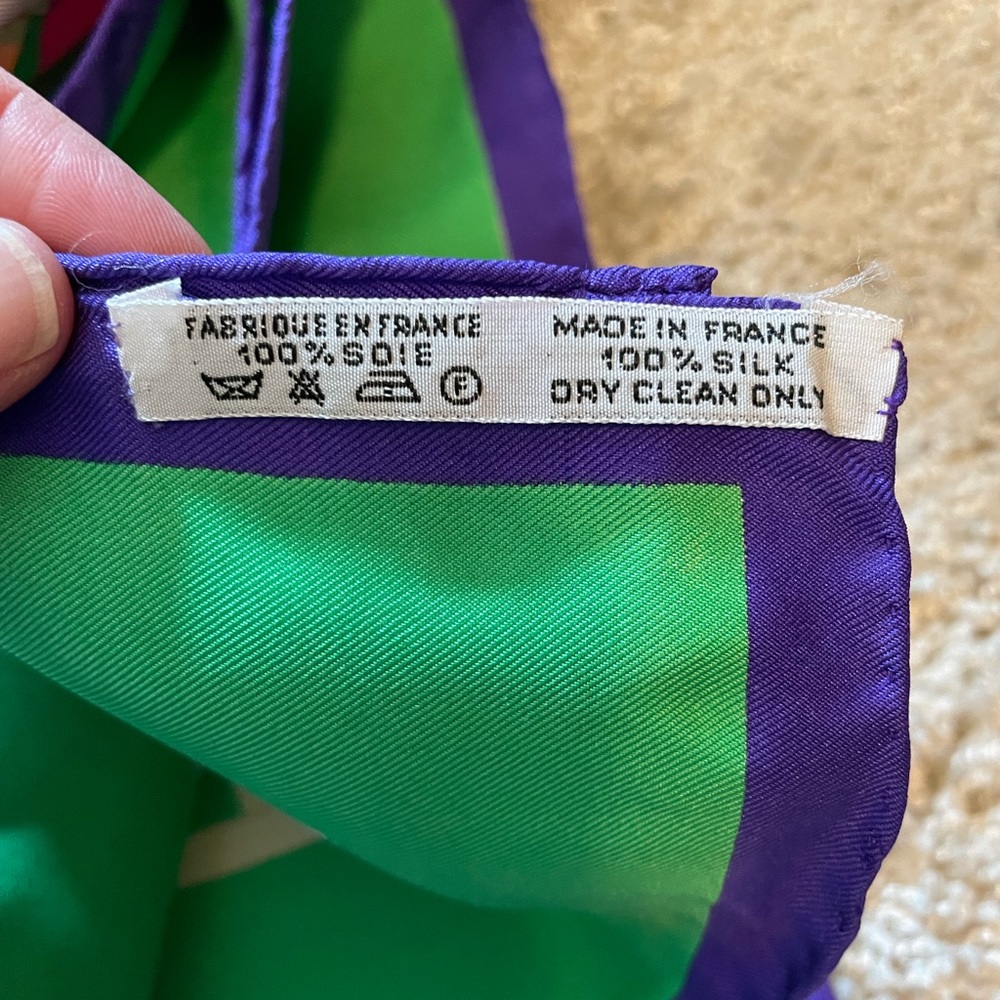 FABRIQUE EN FRANCE
100% SOIE
F
MADE IN FRANCE
100% SILK
DRY CLEAN ONLY